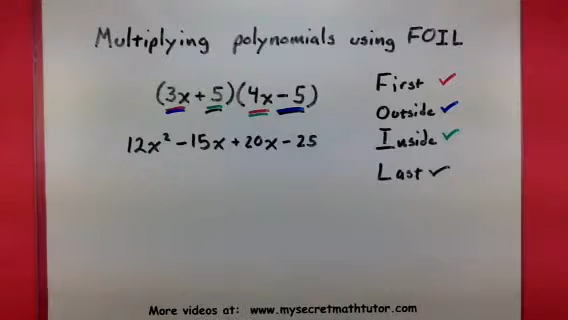 Multiplying polynomials using FOIL
(3x + 5)(4x - 5)
12x² - 15x + 20x - 25
First ✓
Outside ✓
Inside ✓
Last ✓
More videos at: www.mysecretmathtutor.com